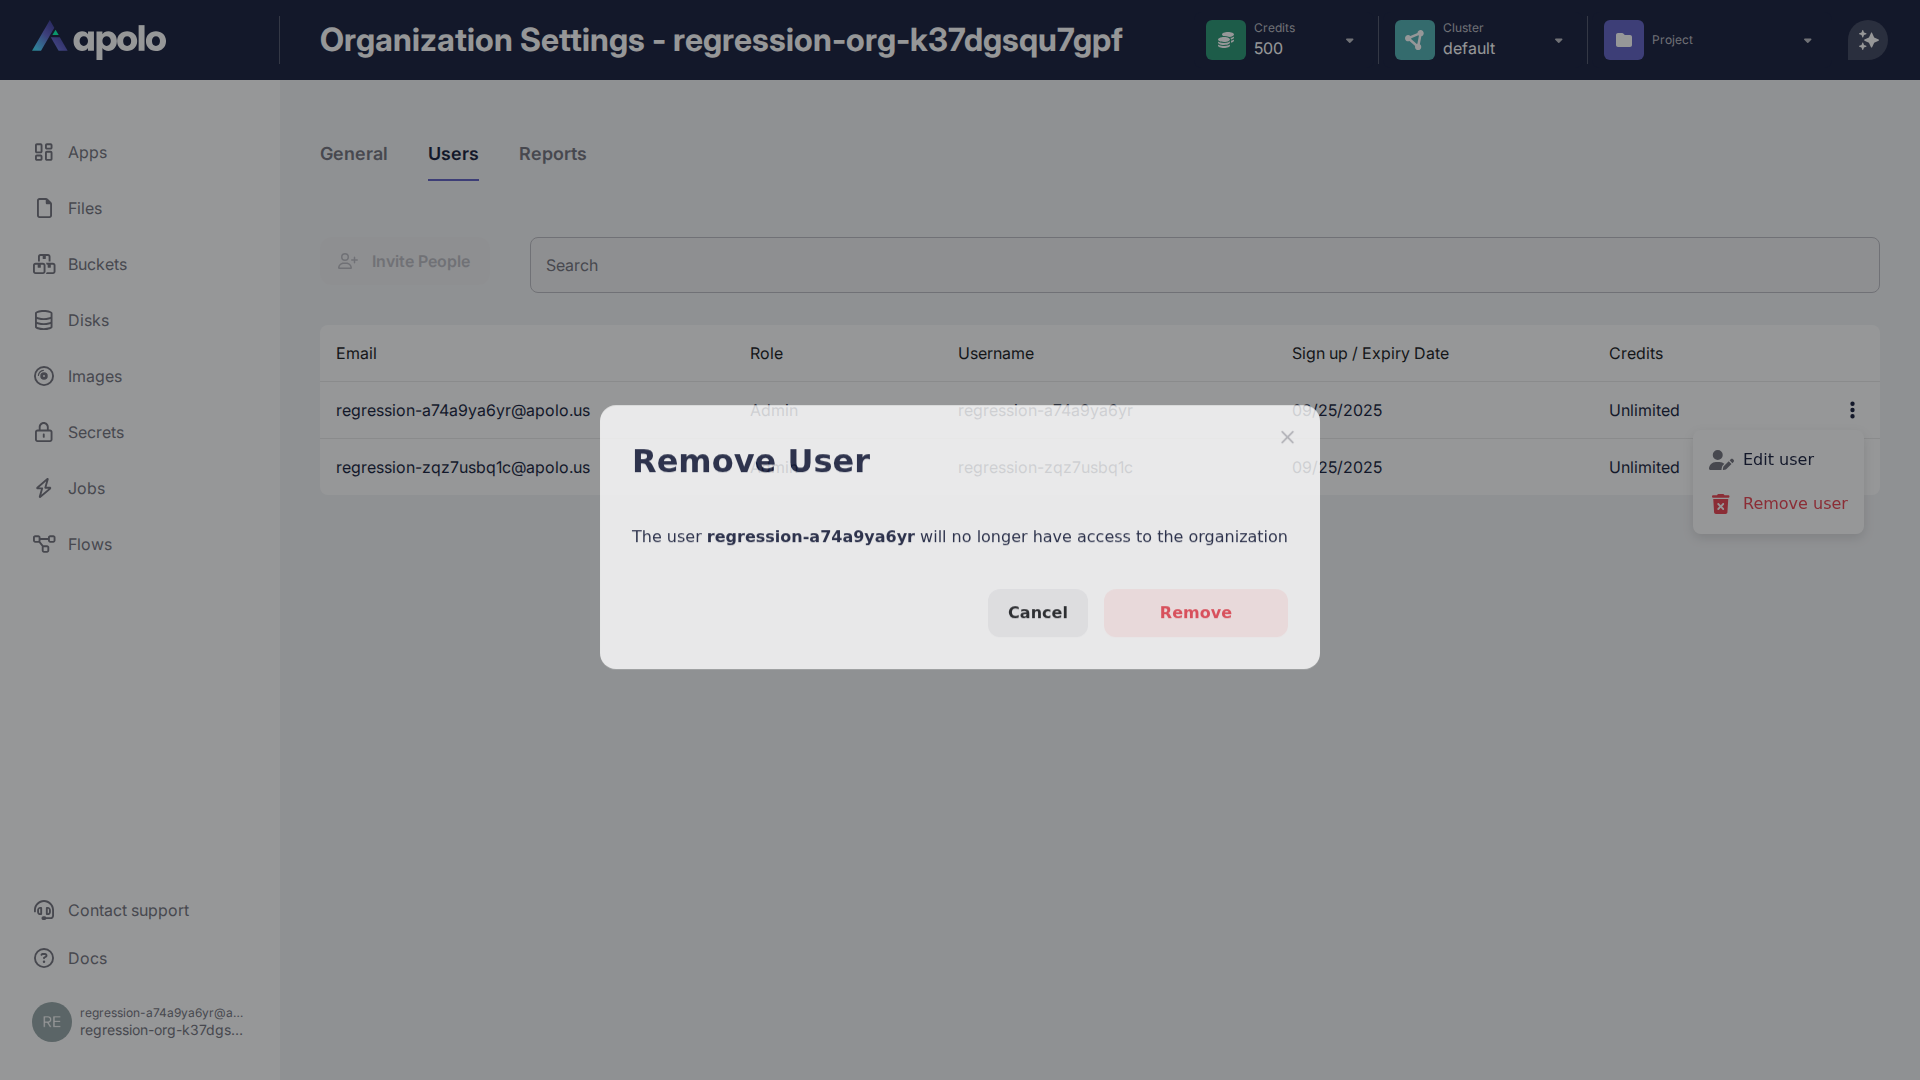 apolo
Organization Settings - regression-org-k37dgsqu7gpf
Credits
500
Cluster
default
Project
Apps
Files
Buckets
Disks
Images
Secrets
Jobs
Flows
Contact support
Docs
RE
regression-a74a9ya6yr@a...
regression-org-k37dgs...
General Users Reports
Invite People
Search
Email Role Username Sign up / Expiry Date Credits
regression-a74a9ya6yr@apolo.us Admin regression-a74a9ya6yr 09/25/2025 Unlimited
regression-zqz7usbq1c@apolo.us Admin regression-zqz7usbq1c 09/25/2025 Unlimited
Edit user
Remove user
Remove User
The user regression-a74a9ya6yr will no longer have access to the organization
Cancel Remove